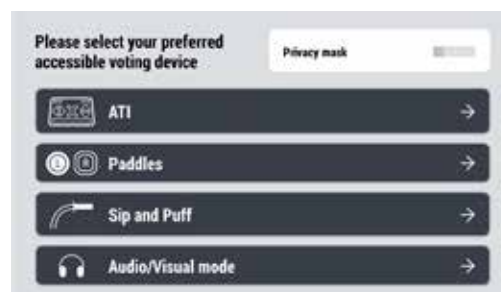 Please select your preferred
accessible voting device
Privacy mask
ATI
L R Paddles
Sip and Puff
Audio/Visual mode